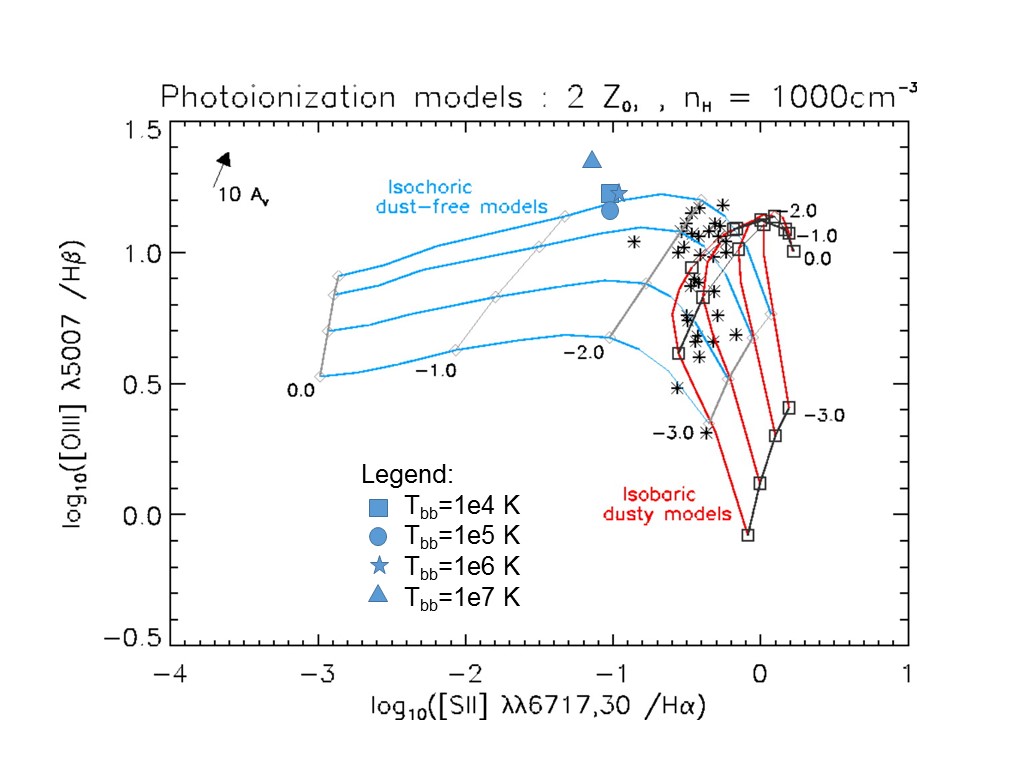 Photoionization models : 2 Z⊙, , nH = 1000cm⁻³
1.5
10 Av
Isochoric
dust-free models
-2.0
-1.0
0.0
1.0
-2.0
-1.0
0.0
0.5
-3.0
-3.0
Legend:
Tbb=1e4 K
Tbb=1e5 K
Tbb=1e6 K
Tbb=1e7 K
Isobaric
dusty models
0.0
-0.5
-4
-3
-2
-1
0
1
log₁₀([OIII] λ5007 /Hβ)
log₁₀([SII] λλ6717,30 /Hα)